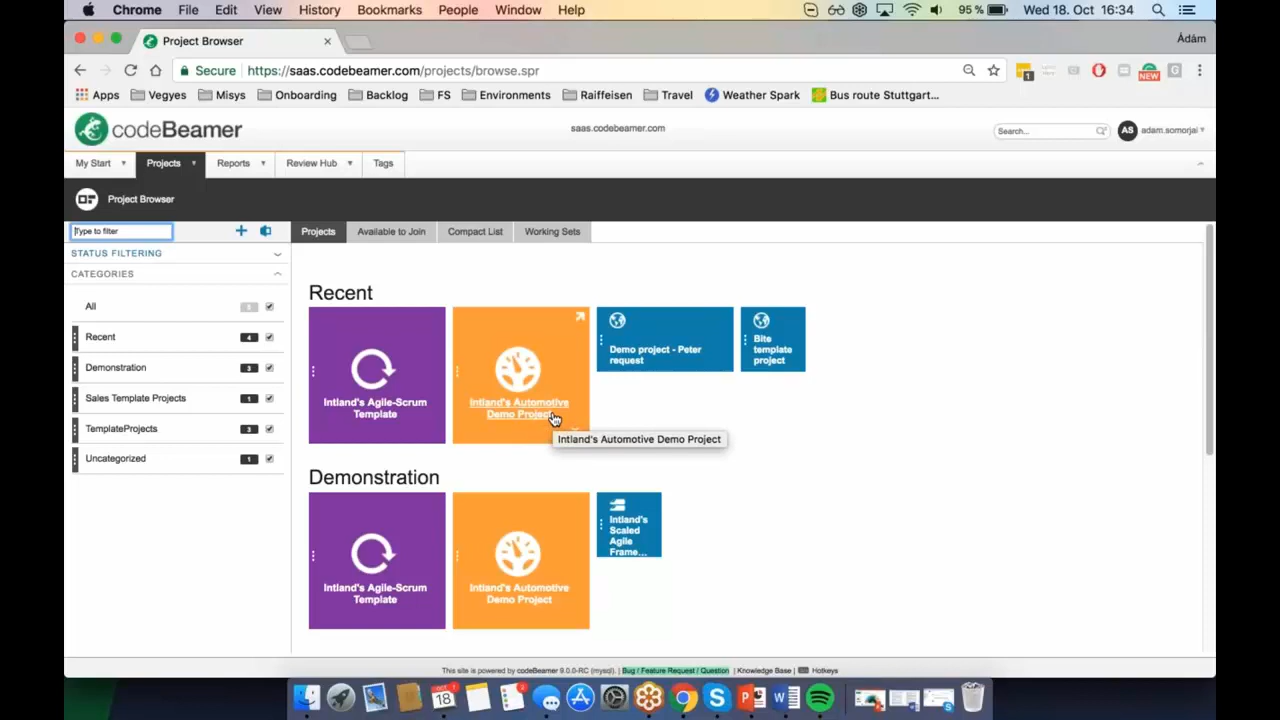 Chrome File Edit View History Bookmarks People Window Help 95% Wed 18. Oct 16:34
Project Browser Ádám
Secure https://saas.codebeamer.com/projects/browse.spr 1 NEW
Apps Vegyes Misys Onboarding Backlog FS Environments Raiffeisen Travel Weather Spark Bus route Stuttgart...
codeBeamer saas.codebeamer.com Search... AS adam.somorjai
My Start Projects Reports Review Hub Tags
Project Browser
Type to filter Projects Available to Join Compact List Working Sets
STATUS FILTERING
CATEGORIES
All
Recent 4
Demonstration 3
Sales Template Projects 1
TemplateProjects 3
Uncategorized 1
Recent
Intland's Agile-Scrum
Template
Intland's Automotive
Demo Project
Demo project - Peter
request
Bite
template
project
Intland's Automotive Demo Project
Demonstration
Intland's Agile-Scrum
Template
Intland's Automotive
Demo Project
Intland's
Scaled
Agile
Frame...
This site is powered by codeBeamer 9.0.0-RC (mysql). | Bug / Feature Request / Question | Knowledge Base | Hotkeys
18